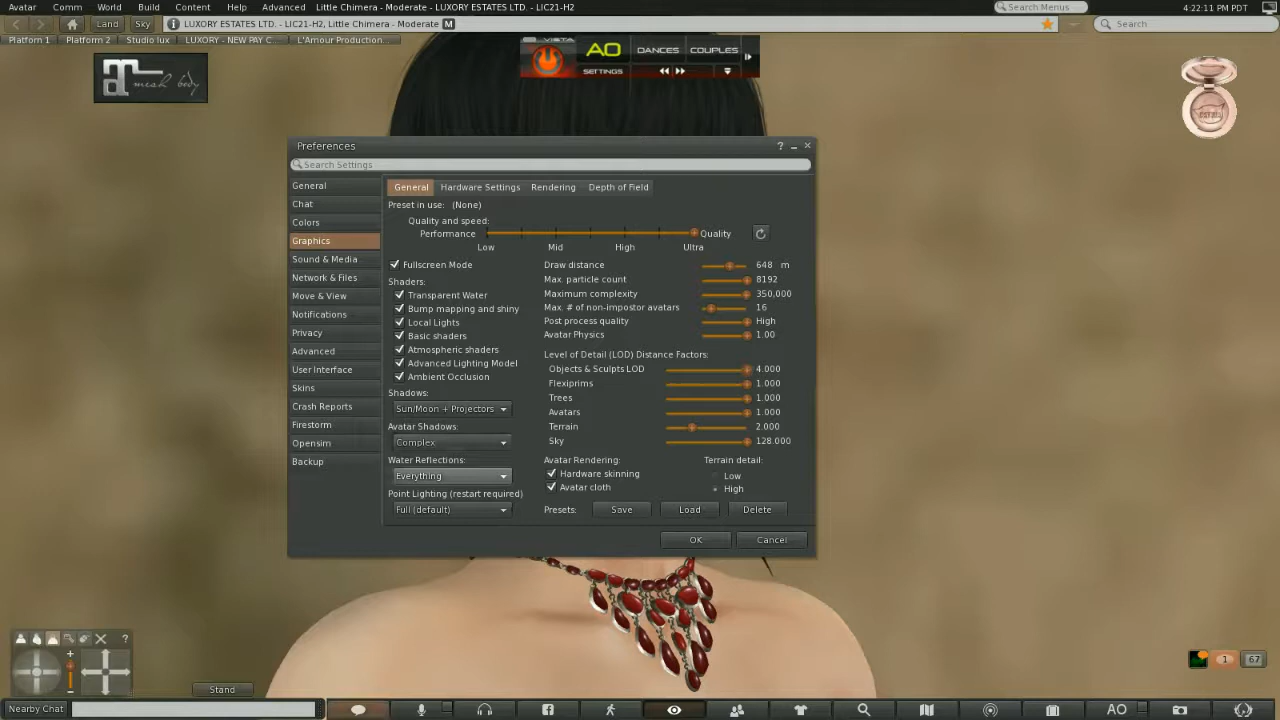 Avatar Comm World Build Content Help Advanced Little Chimera - Moderate - LUXORY ESTATES LTD. - LIC21-H2 4:22:11 PM PDT Search Menus
Land Sky LUXORY ESTATES LTD. - LIC21-H2, Little Chimera - Moderate M Search
Platform 1 Platform 2 Studio lux LUXORY - NEW PAY C... L'Amour Production...
VISTA
AO DANCES COUPLES
SETTINGS
mesh body
Preferences ?
Search Settings
General
Chat
Colors
Graphics
Sound & Media
Network & Files
Move & View
Notifications
Privacy
Advanced
User Interface
Skins
Crash Reports
Firestorm
Opensim
Backup
General Hardware Settings Rendering Depth of Field
Preset in use: (None)
Quality and speed:
Performance Quality
Low Mid High Ultra
Fullscreen Mode
Shaders:
Transparent Water
Bump mapping and shiny
Local Lights
Basic shaders
Atmospheric shaders
Advanced Lighting Model
Ambient Occlusion
Shadows:
Sun/Moon + Projectors
Avatar Shadows:
Complex
Water Reflections:
Everything
Point Lighting (restart required)
Full (default)
Draw distance 648 m
Max. particle count 8192
Maximum complexity 350,000
Max. # of non-impostor avatars 16
Post process quality High
Avatar Physics 1.00
Level of Detail (LOD) Distance Factors:
Objects & Sculpts LOD 4.000
Flexiprims 1.000
Trees 1.000
Avatars 1.000
Terrain 2.000
Sky 128.000
Avatar Rendering:
Hardware skinning
Avatar cloth
Terrain detail:
Low
High
Presets: Save Load Delete
OK Cancel
?
1 67
Stand
Nearby Chat AO